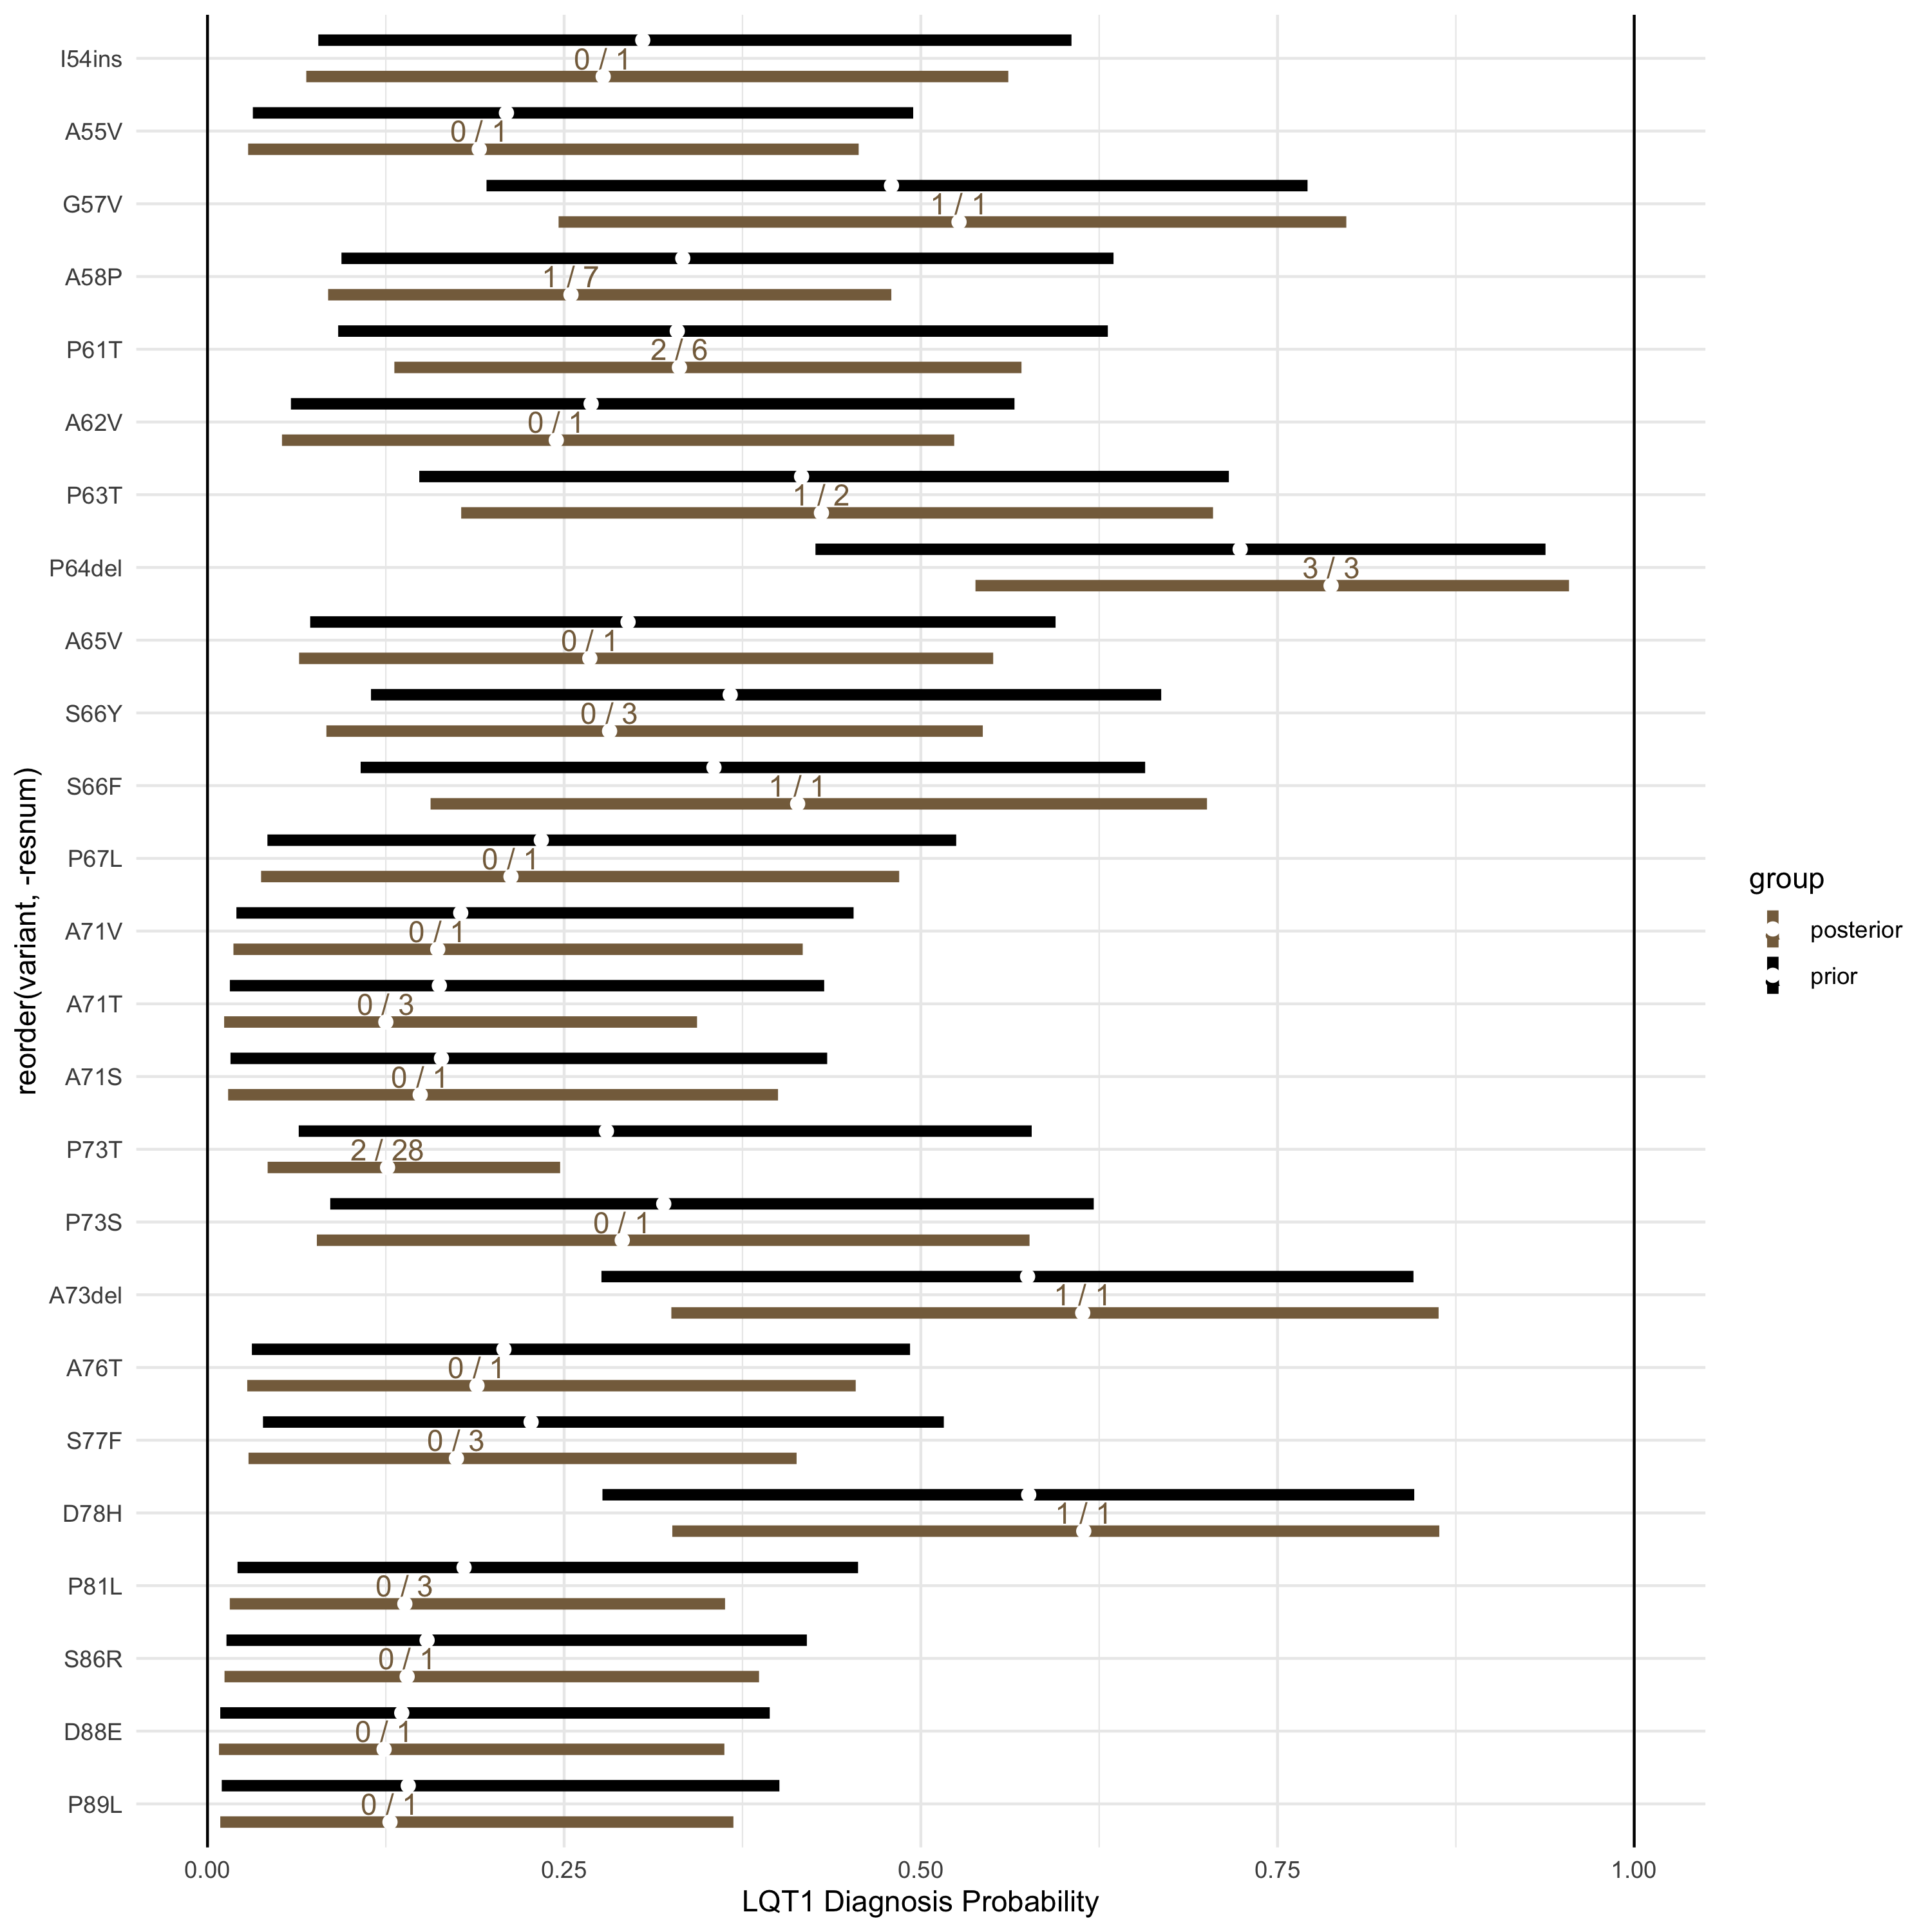 I54ins
0 / 1
A55V
0 / 1
G57V
1 / 1
A58P
1 / 7
P61T
2 / 6
A62V
0 / 1
P63T
1 / 2
P64del
3 / 3
A65V
0 / 1
S66Y
0 / 3
S66F
1 / 1
P67L
0 / 1
A71V
0 / 1
A71T
0 / 3
A71S
0 / 1
P73T
2 / 28
P73S
0 / 1
A73del
1 / 1
A76T
0 / 1
S77F
0 / 3
D78H
1 / 1
P81L
0 / 3
S86R
0 / 1
D88E
0 / 1
P89L
0 / 1
reorder(variant, -resnum)
0.00 0.25 0.50 0.75 1.00
LQT1 Diagnosis Probability
group
posterior
prior